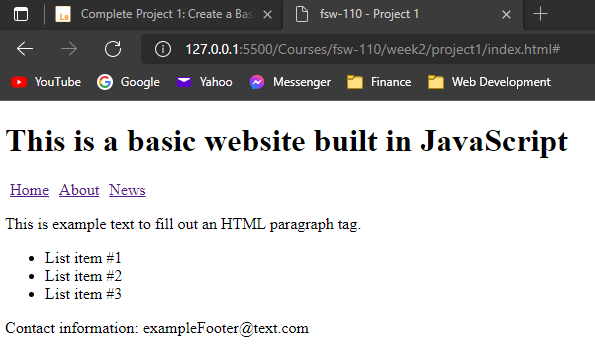 Complete Project 1: Create a Bas
fsw-110 - Project 1
127.0.0.1:5500/Courses/fsw-110/week2/project1/index.html#
YouTube Google Yahoo Messenger Finance Web Development
This is a basic website built in JavaScript
Home About News
This is example text to fill out an HTML paragraph tag.
List item #1
List item #2
List item #3
Contact information: exampleFooter@text.com